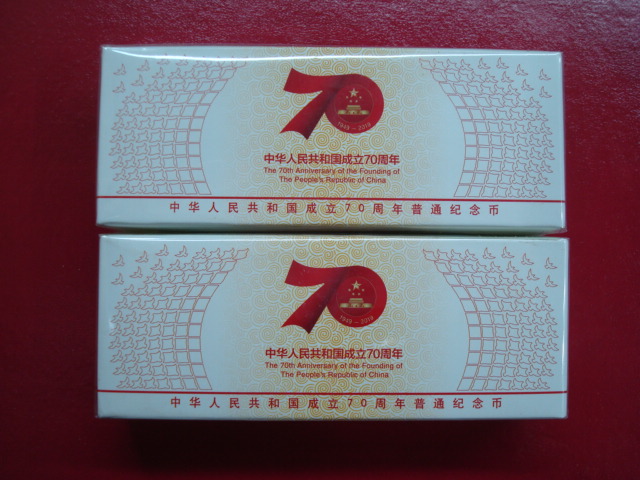 70
1949-2019
中华人民共和国成立70周年
The 70th Anniversary of the Founding of
The People's Republic of China
中华人民共和国成立70周年普通纪念币
70
1949-2019
中华人民共和国成立70周年
The 70th Anniversary of the Founding of
The People's Republic of China
中华人民共和国成立70周年普通纪念币